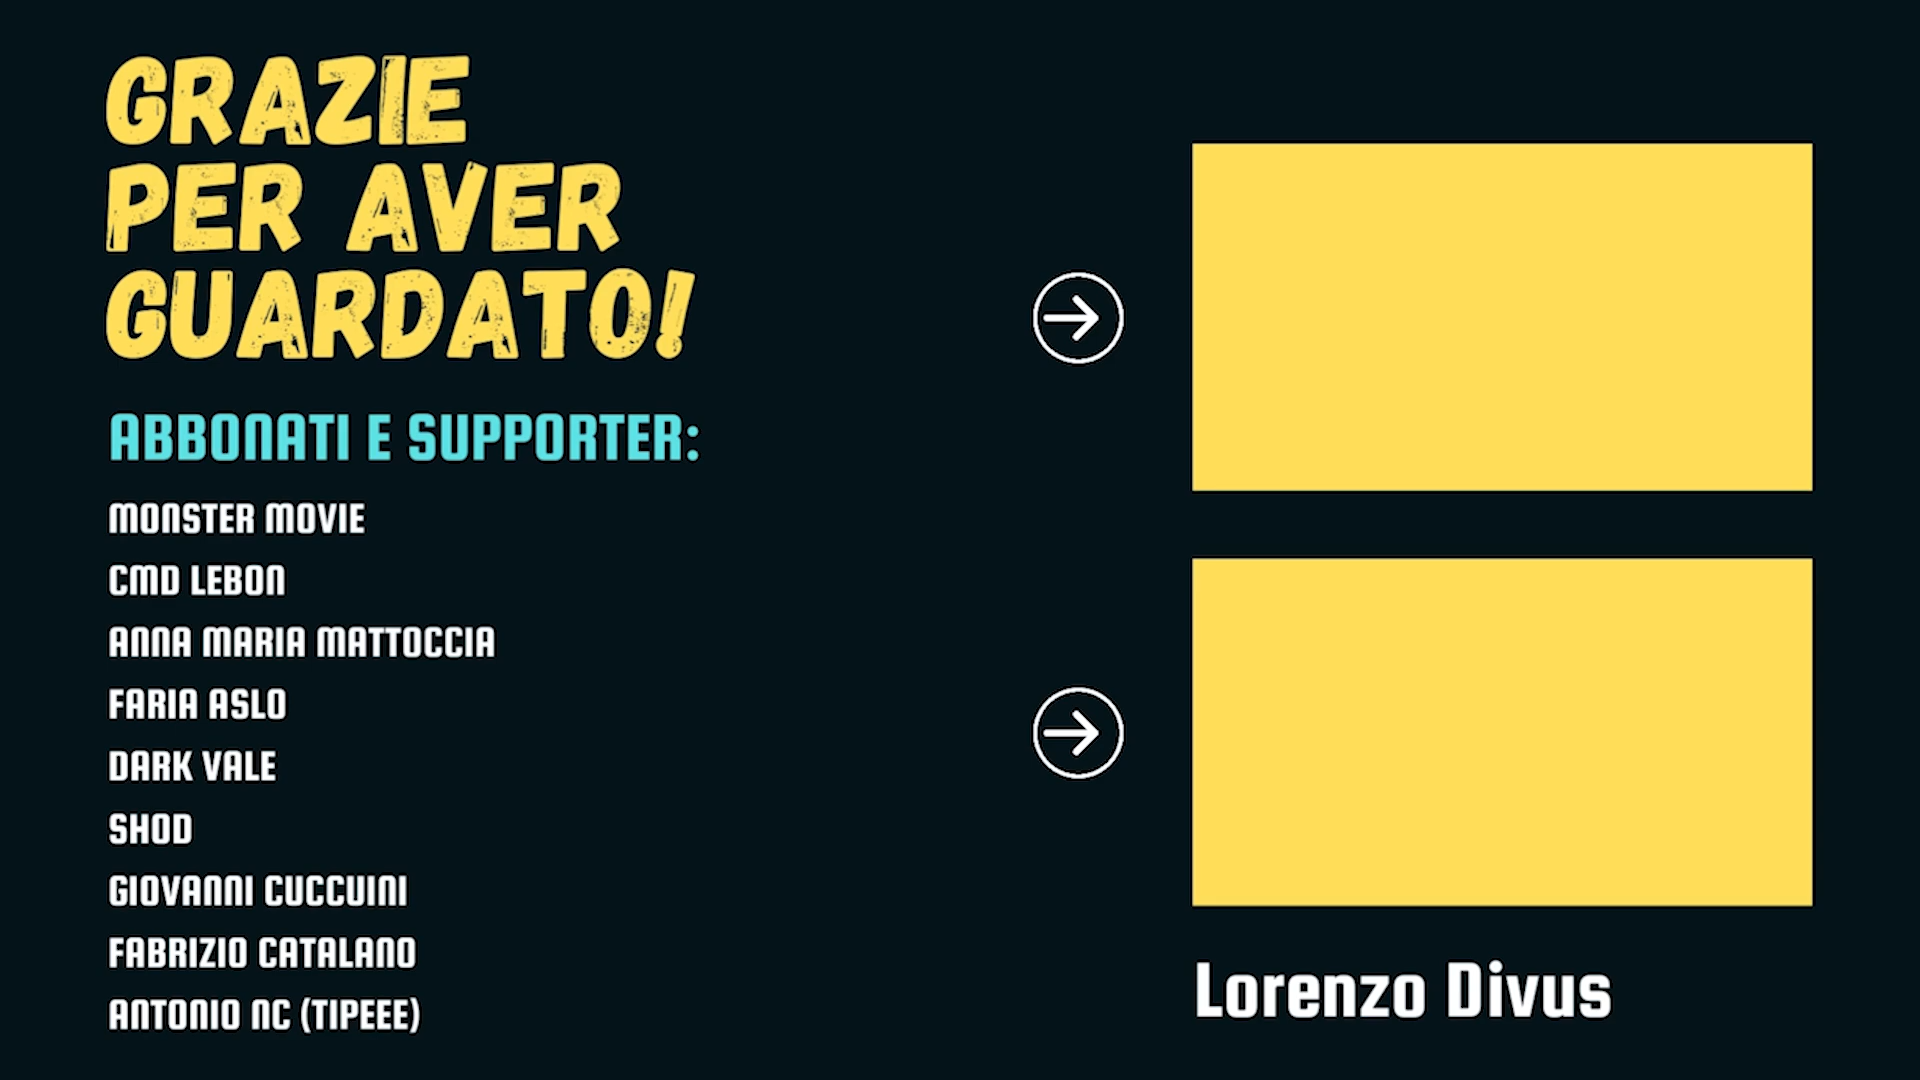 GRAZIE
PER AVER
GUARDATO!
ABBONATI E SUPPORTER:
MONSTER MOVIE
CMD LEBON
ANNA MARIA MATTOCCIA
FARIA ASLO
DARK VALE
SHOD
GIOVANNI CUCCUINI
FABRIZIO CATALANO
ANTONIO NC (TIPEEE)
Lorenzo Divus